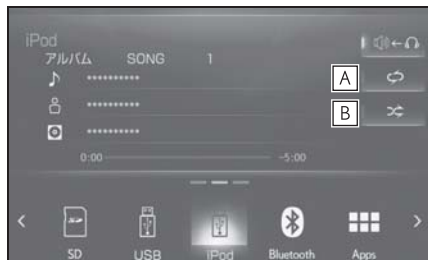 iPod
アルバム SONG 1
A
**********
B
**********
**********
0:00 -5:00
SD USB iPod Bluetooth Apps